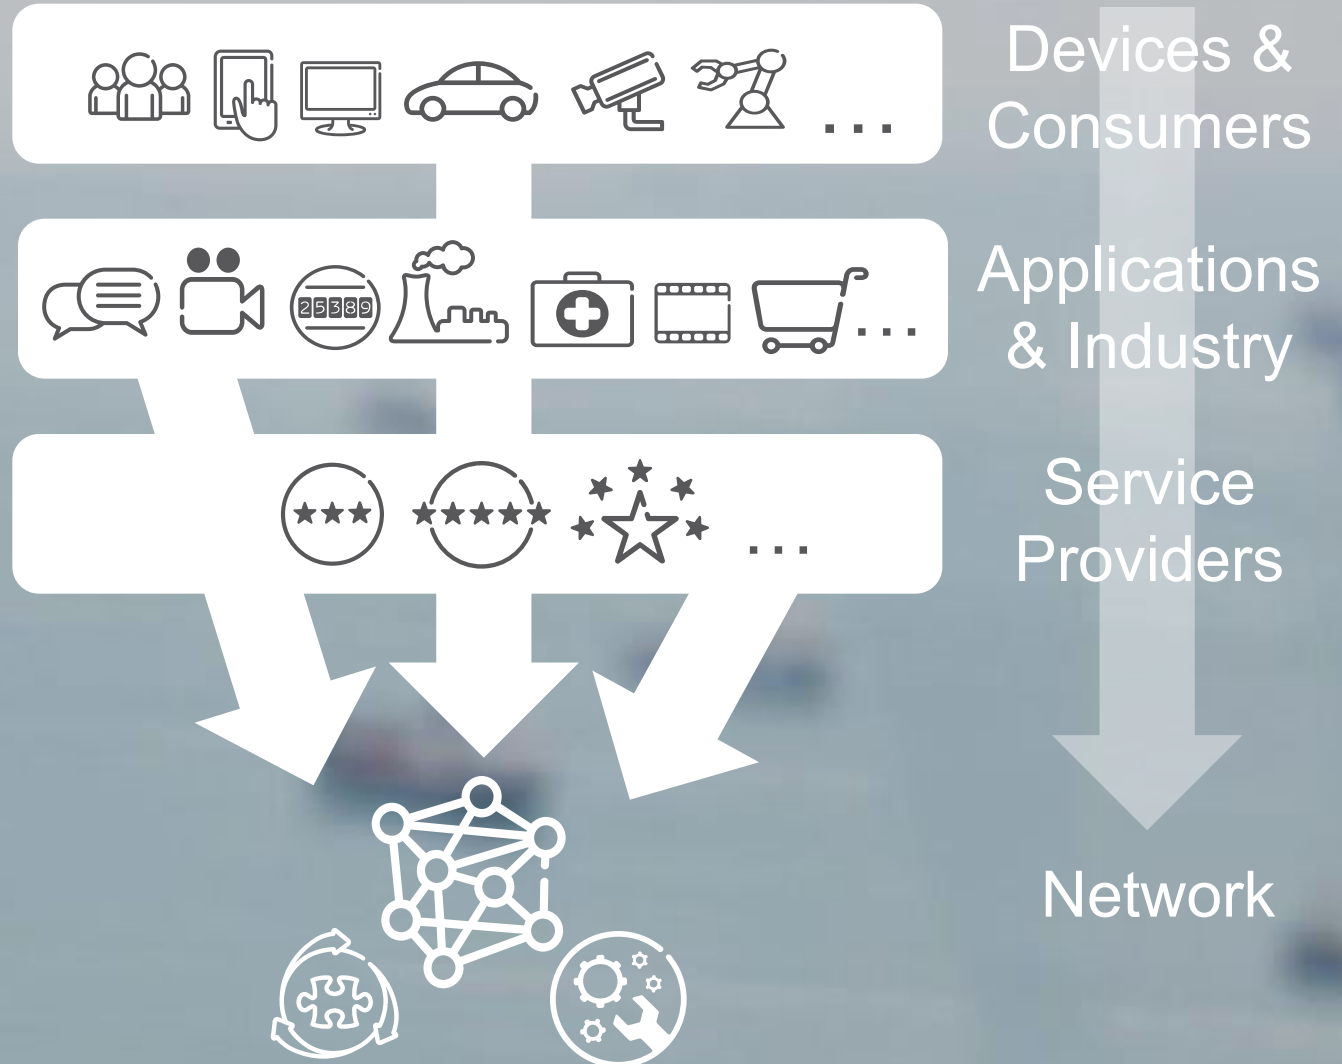 Devices &
Consumers
. . .
Applications
& Industry
25389
. . .
Service
Providers
. . .
Network